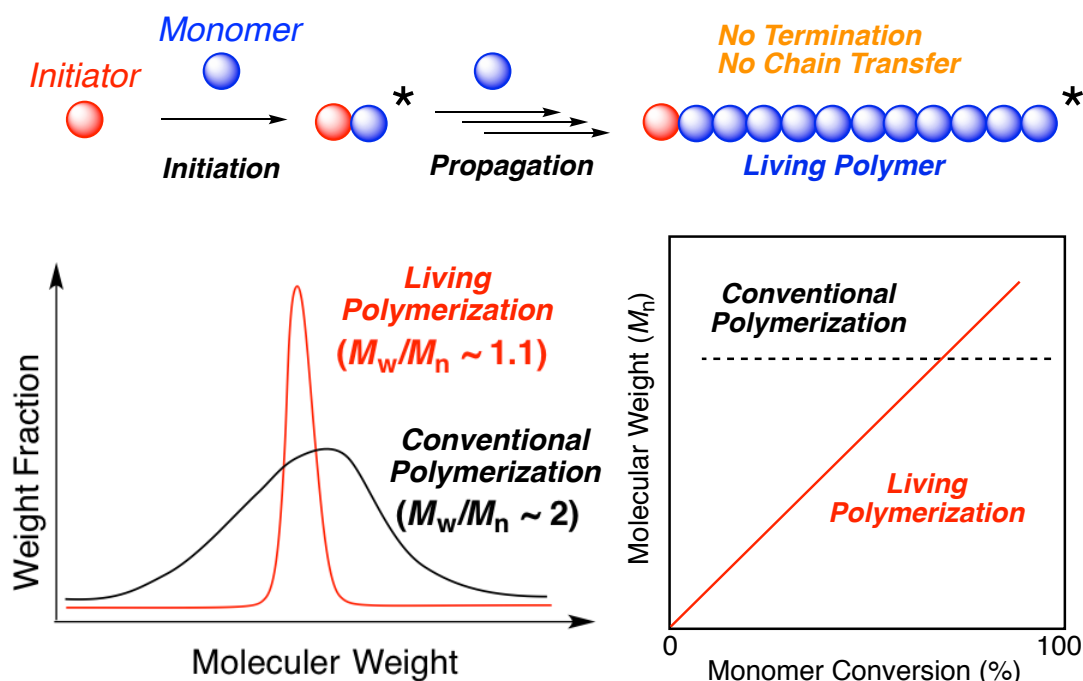 Monomer
Initiator
*
Initiation
Propagation
No Termination
No Chain Transfer
*
Living Polymer
Weight Fraction
Living
Polymerization
(Mw/Mn ~ 1.1)
Conventional
Polymerization
(Mw/Mn ~ 2)
Moleculer Weight
Molecular Weight (Mn)
Conventional
Polymerization
Living
Polymerization
0
100
Monomer Conversion (%)